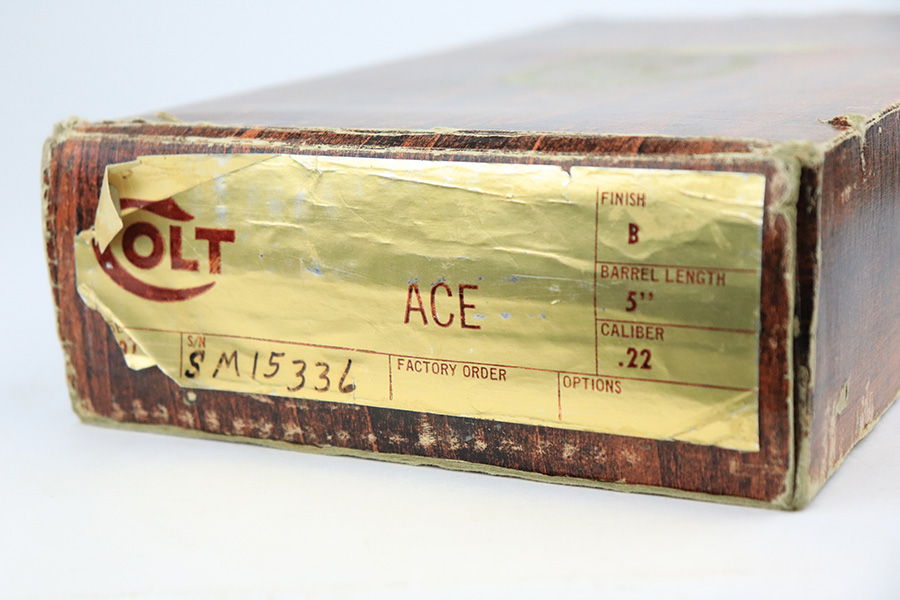 COLT
ACE
FINISH
B
BARREL LENGTH
5"
CALIBER
.22
S/N
SM15336
FACTORY ORDER
OPTIONS